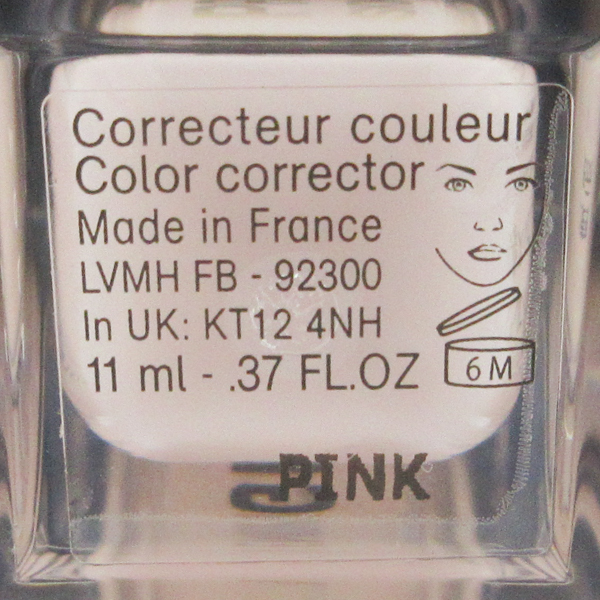 Correcteur couleur
Color corrector
Made in France
LVMH FB - 92300
In UK: KT12 4NH
11 ml - .37 FL.OZ
6 M
PINK